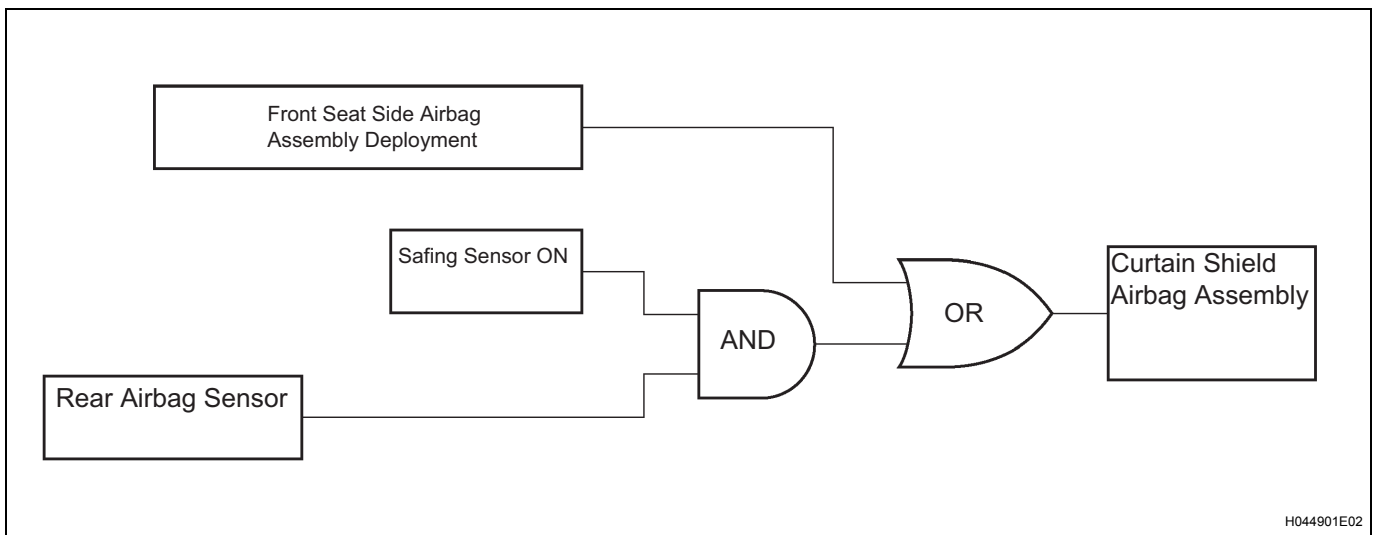 Front Seat Side Airbag
Assembly Deployment
Safing Sensor ON
Rear Airbag Sensor
AND
OR
Curtain Shield
Airbag Assembly
H044901E02